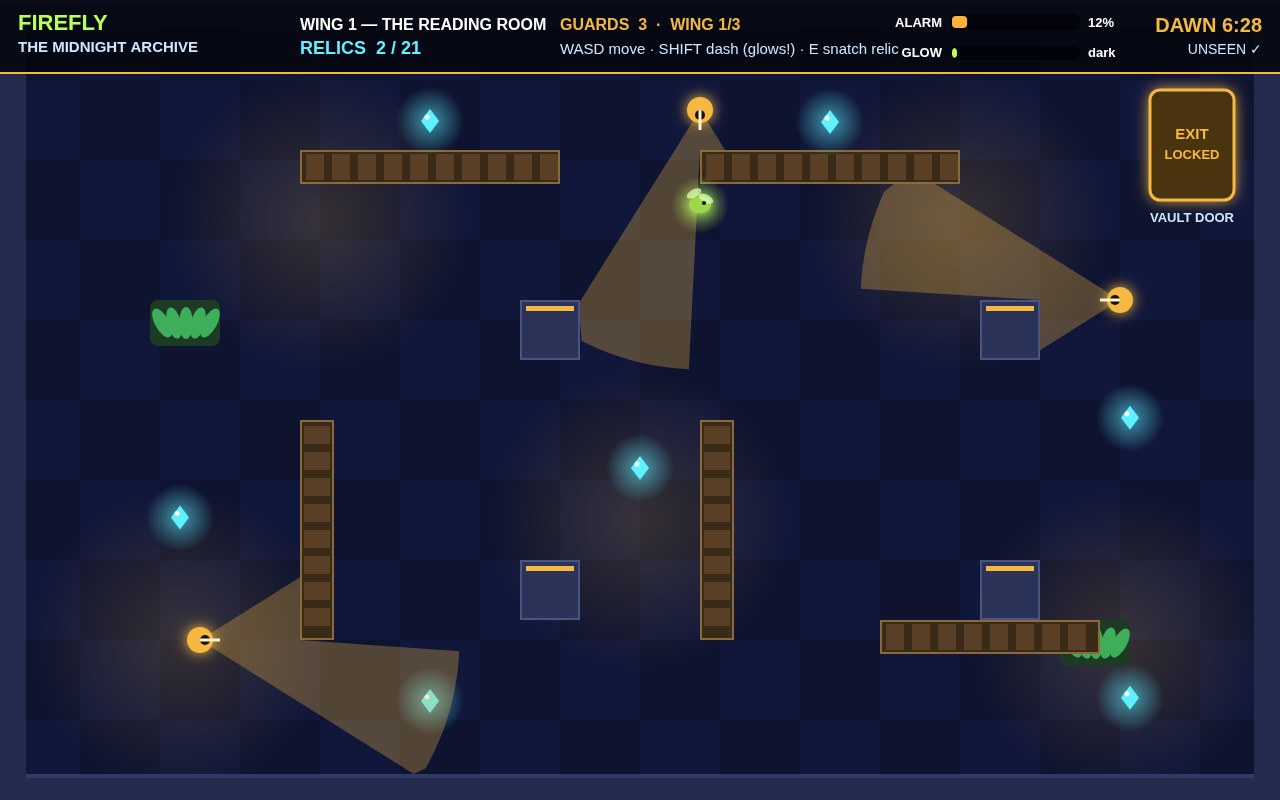 FIREFLY
THE MIDNIGHT ARCHIVE
WING 1 — THE READING ROOM
RELICS 2 / 21
GUARDS 3 · WING 1/3
WASD move · SHIFT dash (glows!) · E snatch relic
ALARM 12%
GLOW dark
DAWN 6:28
UNSEEN ✓
EXIT
LOCKED
VAULT DOOR